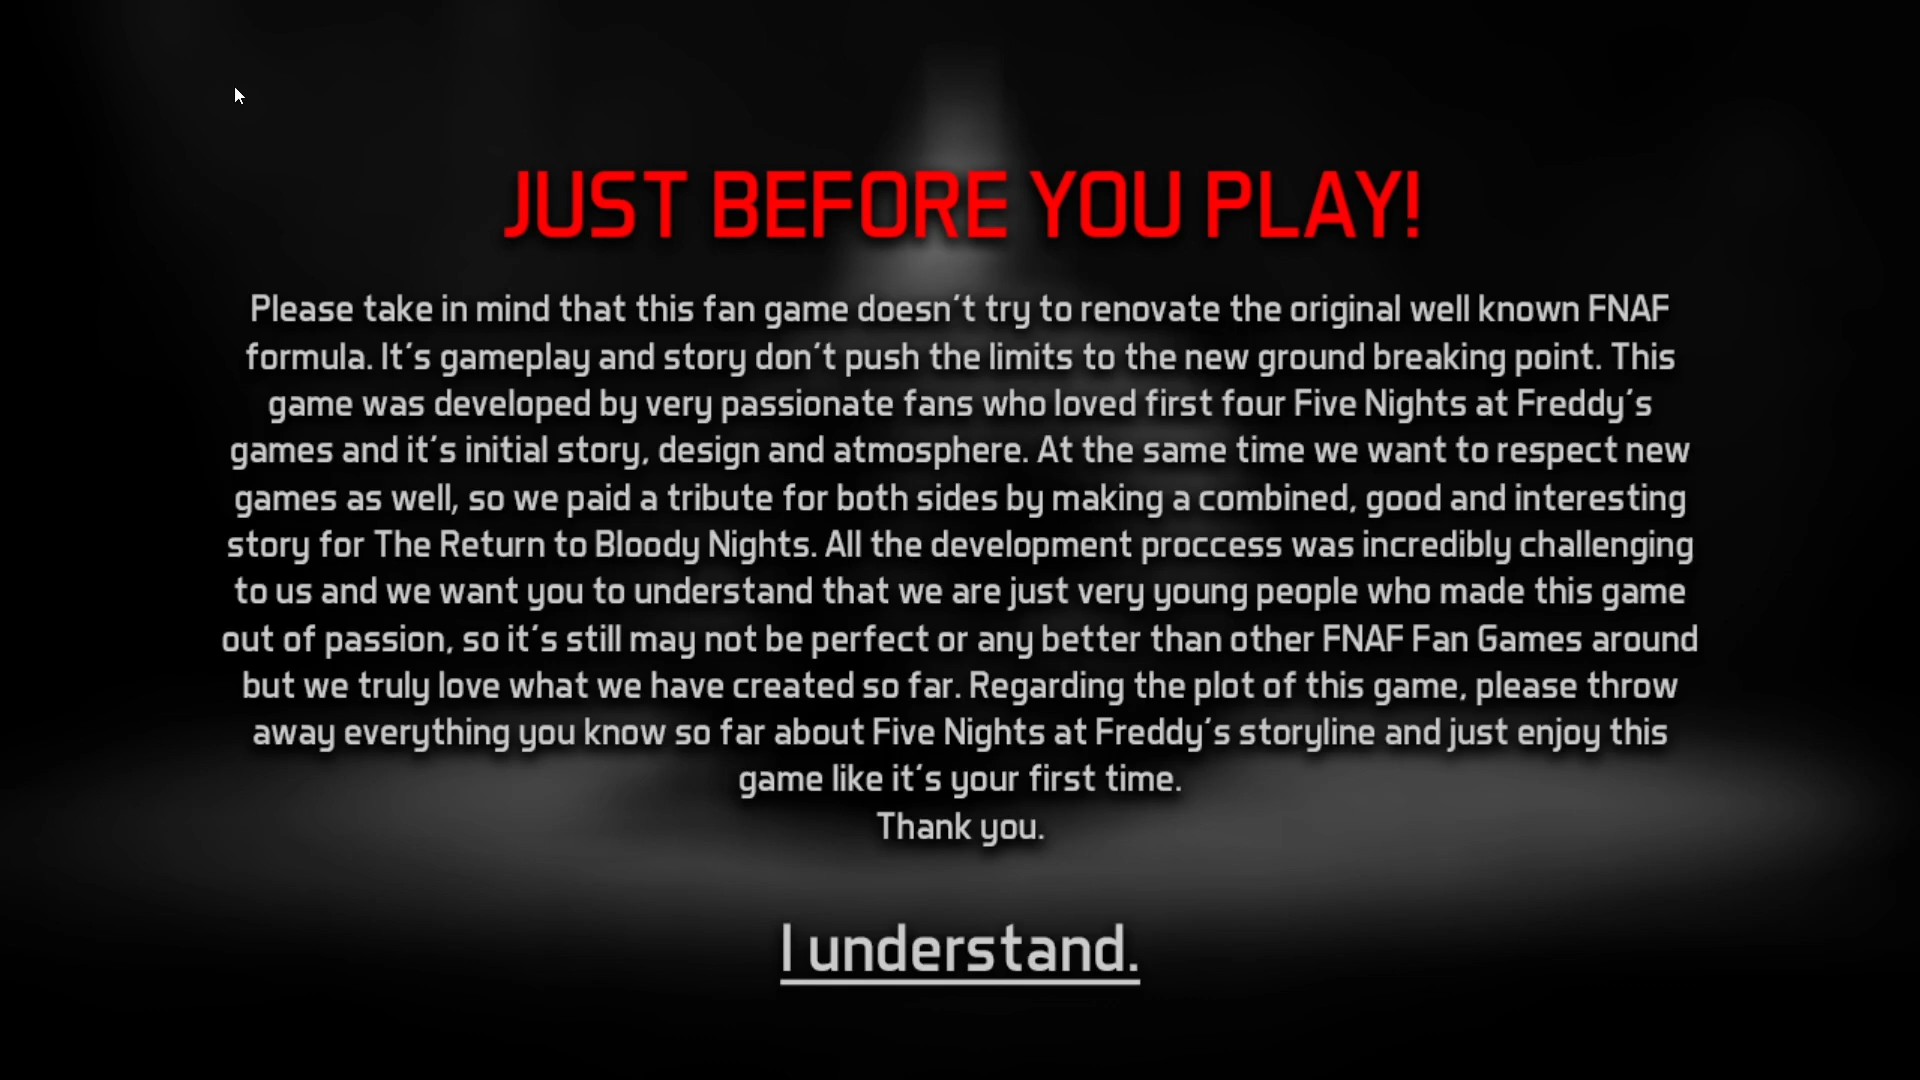 JUST BEFORE YOU PLAY!
Please take in mind that this fan game doesn't try to renovate the original well known FNAF
formula. It's gameplay and story don't push the limits to the new ground breaking point. This
game was developed by very passionate fans who loved first four Five Nights at Freddy's
games and it's initial story, design and atmosphere. At the same time we want to respect new
games as well, so we paid a tribute for both sides by making a combined, good and interesting
story for The Return to Bloody Nights. All the development proccess was incredibly challenging
to us and we want you to understand that we are just very young people who made this game
out of passion, so it's still may not be perfect or any better than other FNAF Fan Games around
but we truly love what we have created so far. Regarding the plot of this game, please throw
away everything you know so far about Five Nights at Freddy's storyline and just enjoy this
game like it's your first time.
Thank you.
I understand.